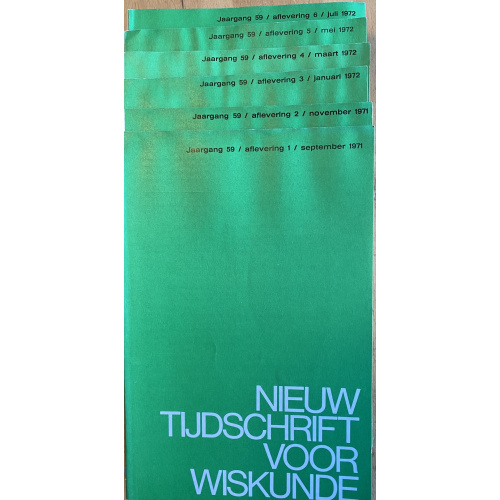 Jaargang 59 / aflevering 6 / juli 1972
Jaargang 59 / aflevering 5 / mei 1972
Jaargang 59 / aflevering 4 / maart 1972
Jaargang 59 / aflevering 3 / januari 1972
Jaargang 59 / aflevering 2 / november 1971
Jaargang 59 / aflevering 1 / september 1971
NIEUW
TIJDSCHRIFT
VOOR
WISKUNDE